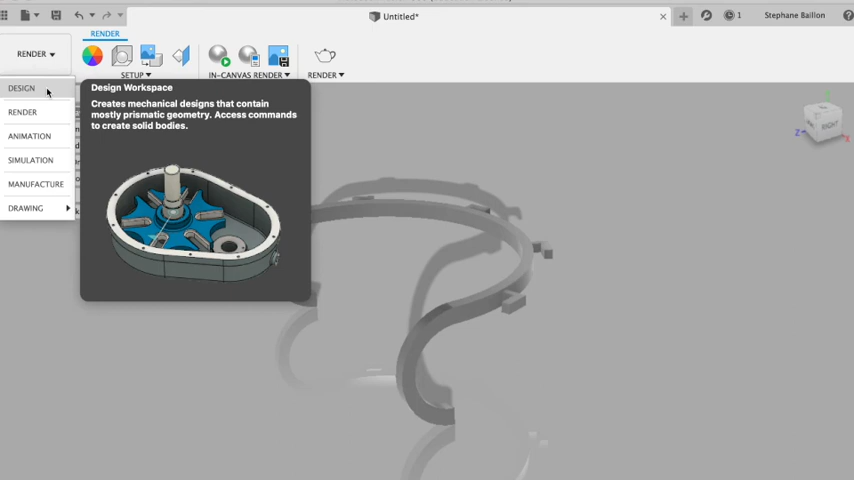 Untitled*
1
Stephane Baillon
RENDER
RENDER
SETUP
IN-CANVAS RENDER
RENDER
DESIGN
RENDER
ANIMATION
SIMULATION
MANUFACTURE
DRAWING
Design Workspace
Creates mechanical designs that contain
mostly prismatic geometry. Access commands
to create solid bodies.
Z
RIGHT
X